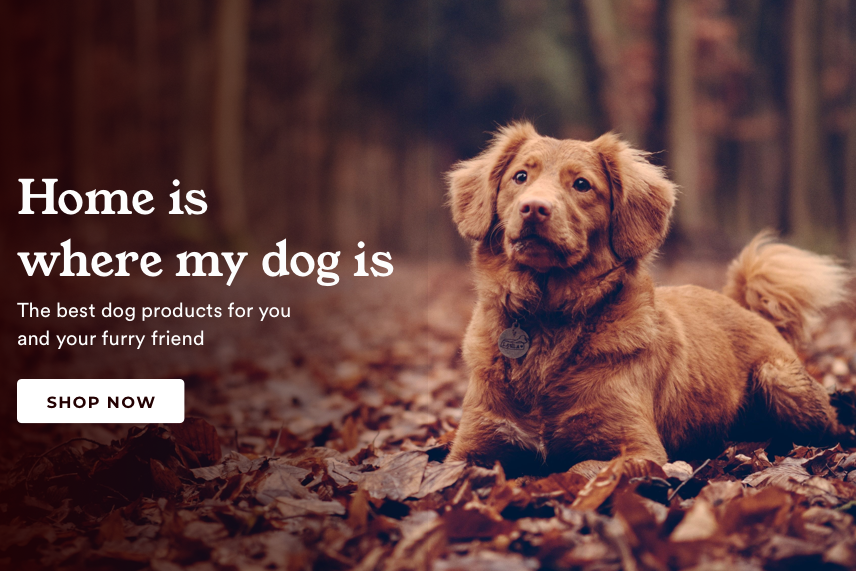 Home is
where my dog is
The best dog products for you
and your furry friend
SHOP NOW